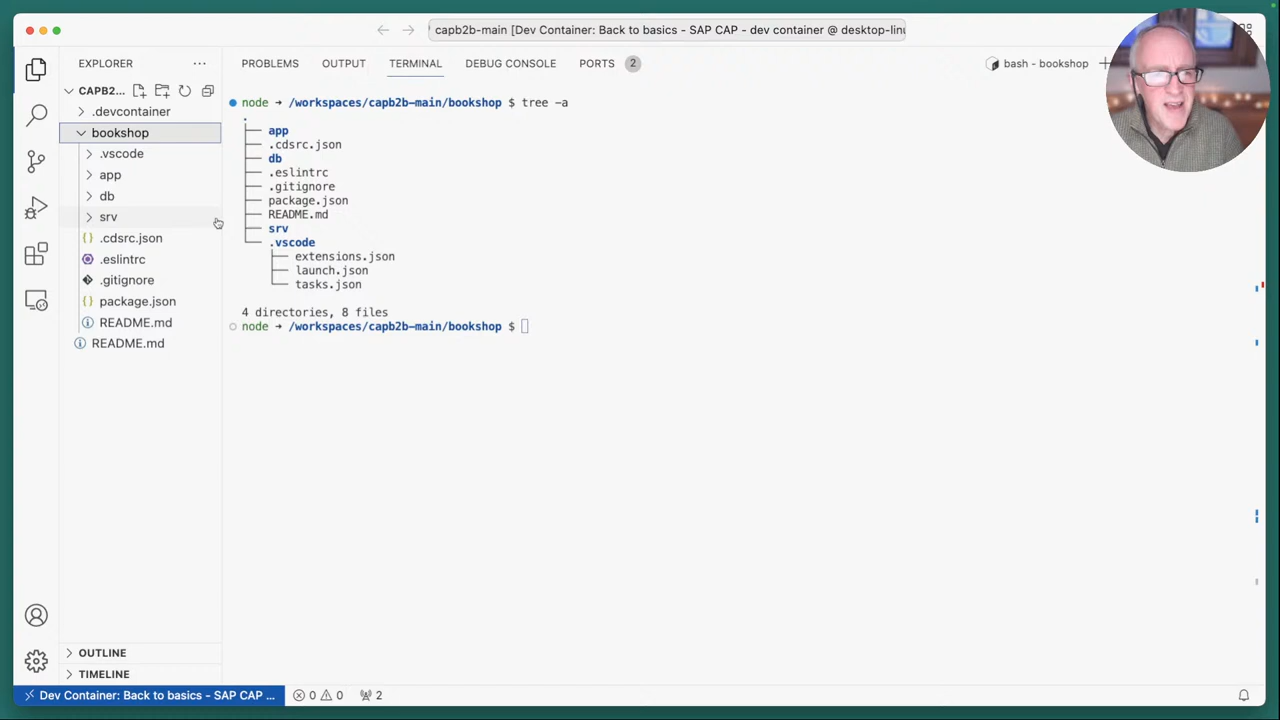 capb2b-main [Dev Container: Back to basics - SAP CAP - dev container @ desktop-linu
EXPLORER
PROBLEMS
OUTPUT
TERMINAL
DEBUG CONSOLE
PORTS 2
bash - bookshop
CAPB2...
.devcontainer
bookshop
.vscode
app
db
srv
.cdsrc.json
.eslintrc
.gitignore
package.json
README.md
README.md
OUTLINE
TIMELINE
node → /workspaces/capb2b-main/bookshop $ tree -a
.
├── app
├── .cdsrc.json
├── db
├── .eslintrc
├── .gitignore
├── package.json
├── README.md
├── srv
└── .vscode
    ├── extensions.json
    ├── launch.json
    └── tasks.json
4 directories, 8 files
node → /workspaces/capb2b-main/bookshop $
Dev Container: Back to basics - SAP CAP ...
0 0
2